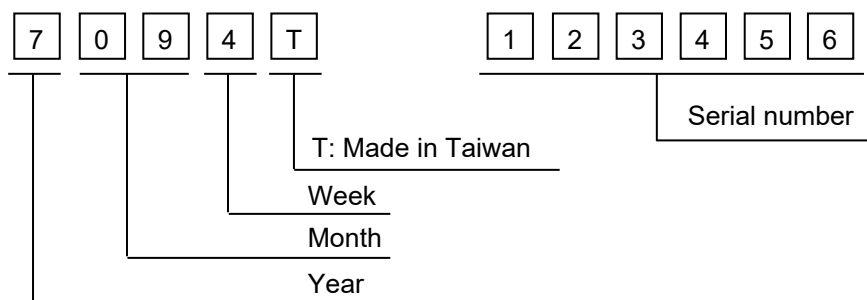 7 0 9 4 T 1 2 3 4 5 6
Serial number
T: Made in Taiwan
Week
Month
Year